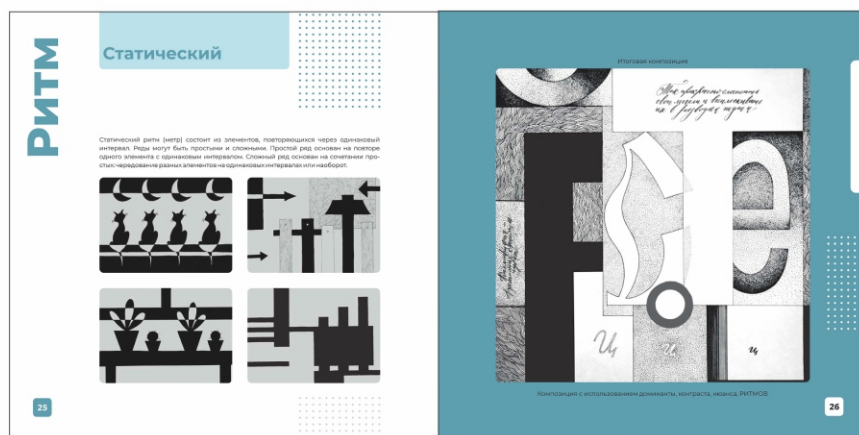 Ритм
Статический
Статический ритм (метр) состоит из элементов, повторяющихся через одинаковый
интервал. Ряды могут быть простыми и сложными. Простой ряд основан на повторе
одного элемента с одинаковым интервалом. Сложный ряд основан на сочетании про-
стых: чередование разных элементов на одинаковых интервалах или наоборот.
25
Итоговая композиция
свои
и
их в
e
Ц
Ц
Ц
Композиция с использованием доминанты, контраста, нюанса, РИТМОВ
26